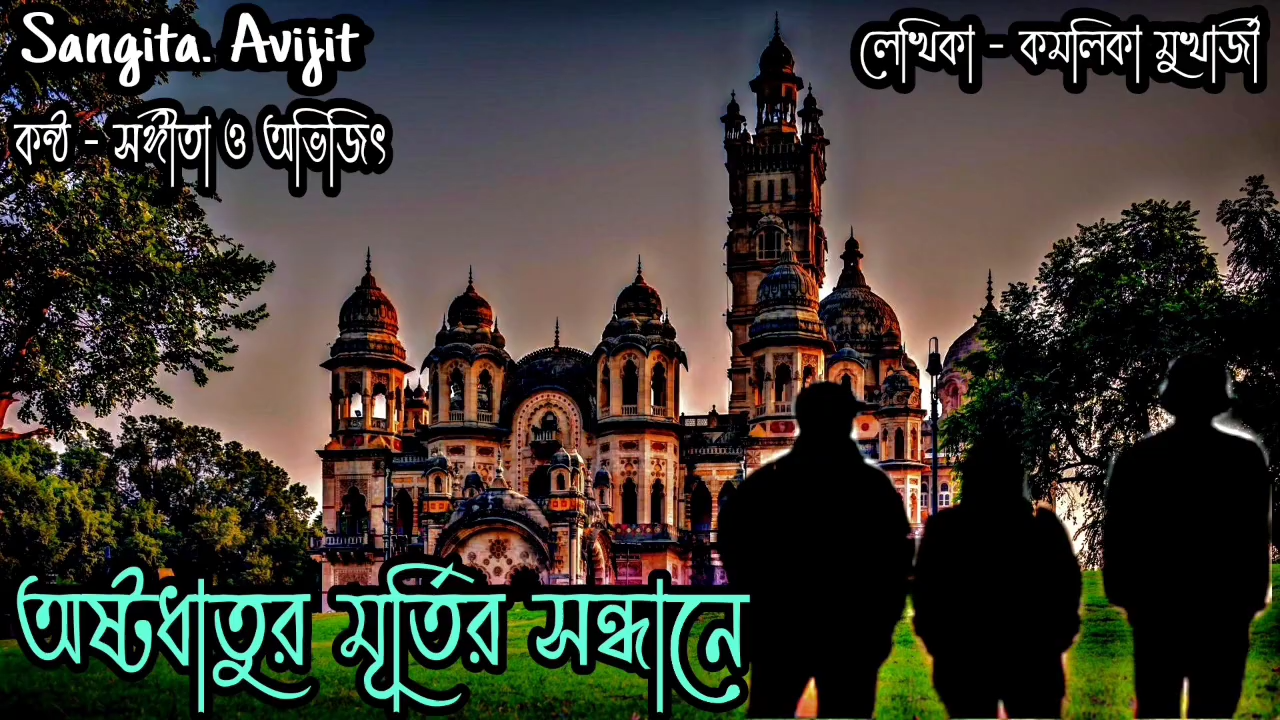 Sangita. Avijit
লেখিকা - কমলিকা মুখার্জী
কন্ঠ - সঙ্গীতা ও অভিজিৎ
অষ্টধাতুর মূর্তির সন্ধানে